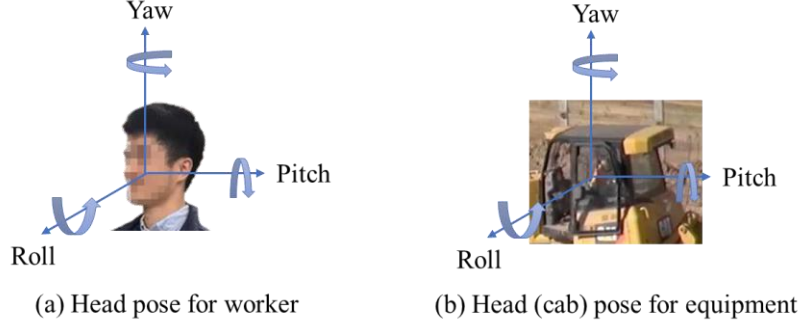 Yaw
Yaw
Pitch
Pitch
Roll
Roll
(a) Head pose for worker
(b) Head (cab) pose for equipment